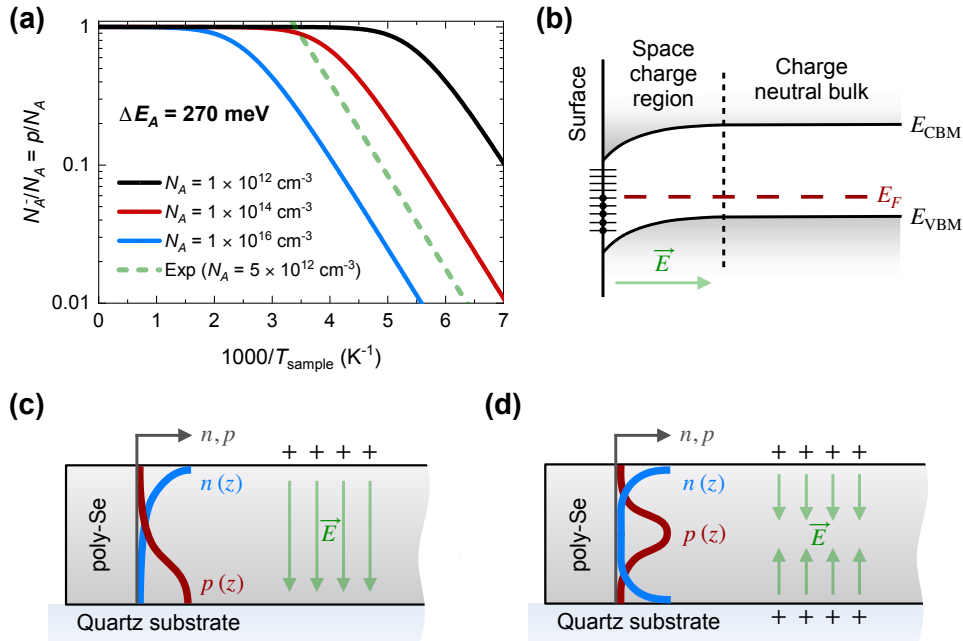 (a)
1
0.1
0.01
N_A^-/N_A = p/N_A
ΔE_A = 270 meV
N_A = 1 × 10^12 cm^-3
N_A = 1 × 10^14 cm^-3
N_A = 1 × 10^16 cm^-3
Exp (N_A = 5 × 10^12 cm^-3)
0 1 2 3 4 5 6 7
1000/T_sample (K^-1)
(b)
Surface
Space
charge
region
Charge
neutral bulk
E_CBM
E_F
E_VBM
E
(c)
n, p
+ + + +
poly-Se
n (z)
E
p (z)
Quartz substrate
(d)
n, p
+ + + +
poly-Se
n (z)
p (z)
E
+ + + +
Quartz substrate